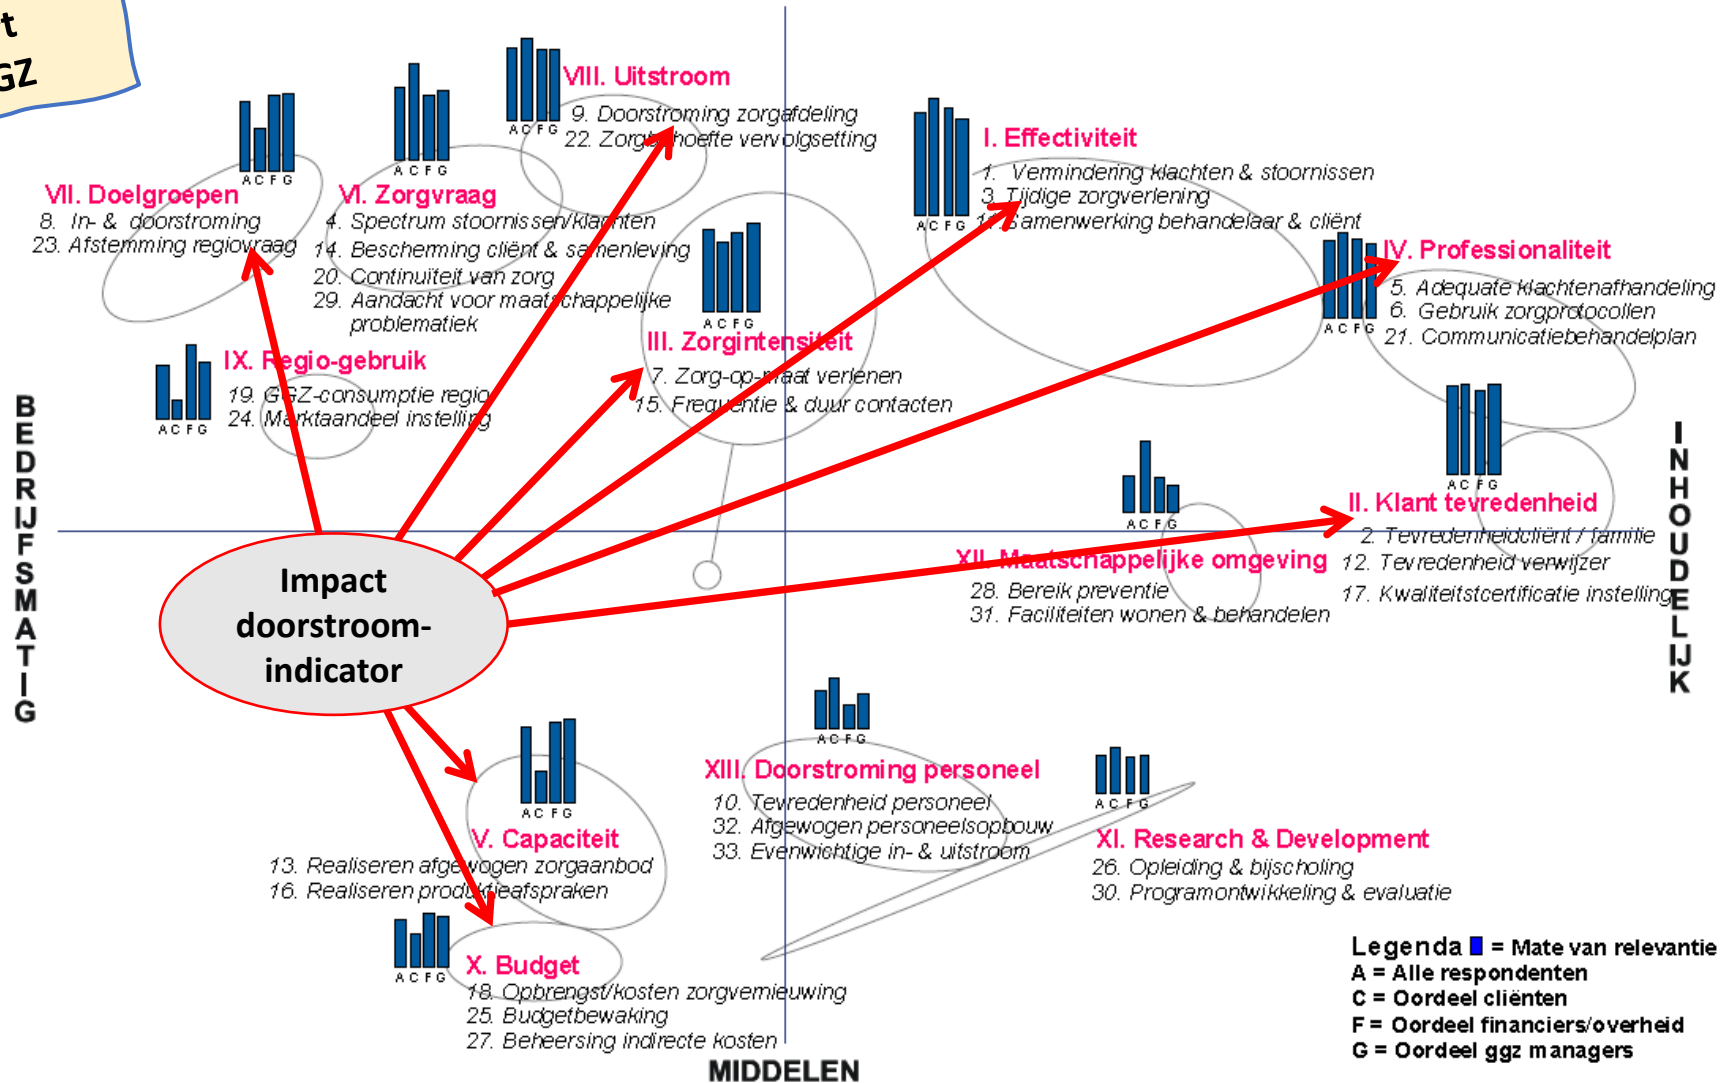 t
GZ
VIII. Uitstroom
9. Doorstroming zorgafdeling
22. Zorgbehoefte vervolgsetting
A C F G
I. Effectiviteit
1. Vermindering klachten & stoornissen
3. Tijdige zorgverlening
11. Samenwerking behandelaar & cliënt
A C F G
VII. Doelgroepen
8. In- & doorstroming
23. Afstemming regiovraag
A C F G
VI. Zorgvraag
4. Spectrum stoornissen/klachten
14. Bescherming cliënt & samenleving
20. Continuïteit van zorg
29. Aandacht voor maatschappelijke
problematiek
A C F G
IV. Professionaliteit
5. Adequate klachtenafhandeling
6. Gebruik zorgprotocollen
21. Communicatiebehandelplan
A C F G
III. Zorgintensiteit
7. Zorg-op-maat verlenen
15. Frequentie & duur contacten
A C F G
IX. Regio-gebruik
19. GGZ-consumptie regio
24. Marktaandeel instelling
A C F G
BEDRIJFSMATIG
INHOUDELIJK
II. Klant tevredenheid
2. Tevredenheidcliënt / familie
12. Tevredenheid verwijzer
17. Kwaliteitstcertificatie instelling
A C F G
XII. Maatschappelijke omgeving
28. Bereik preventie
31. Faciliteiten wonen & behandelen
A C F G
Impact
doorstroom-
indicator
V. Capaciteit
13. Realiseren afgewogen zorgaanbod
16. Realiseren produktieafspraken
A C F G
XIII. Doorstroming personeel
10. Tevredenheid personeel
32. Afgewogen personeelsopbouw
33. Evenwichtige in- & uitstroom
A C F G
XI. Research & Development
26. Opleiding & bijscholing
30. Programontwikkeling & evaluatie
A C F G
X. Budget
18. Opbrengst/kosten zorgvernieuwing
25. Budgetbewaking
27. Beheersing indirecte kosten
A C F G
MIDDELEN
Legenda = Mate van relevantie
A = Alle respondenten
C = Oordeel cliënten
F = Oordeel financiers/overheid
G = Oordeel ggz managers